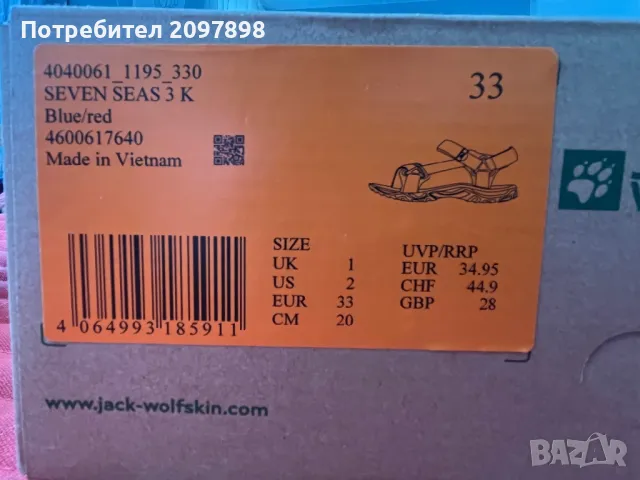 Потребител 2097898
4040061_1195_330
SEVEN SEAS 3 K
Blue/red
4600617640
Made in Vietnam
33
SIZE
UK 1
US 2
EUR 33
CM 20
UVP/RRP
EUR 34.95
CHF 44.9
GBP 28
4 064993 185911
www.jack-wolfskin.com
BAZAR